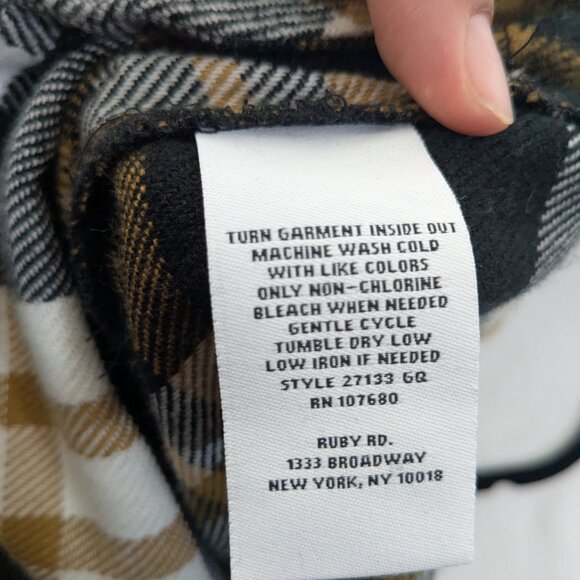 TURN GARMENT INSIDE OUT
MACHINE WASH COLD
WITH LIKE COLORS
ONLY NON-CHLORINE
BLEACH WHEN NEEDED
GENTLE CYCLE
TUMBLE DRY LOW
LOW IRON IF NEEDED
STYLE 27133 GQ
RN 107680
RUBY RD.
1333 BROADWAY
NEW YORK, NY 10018